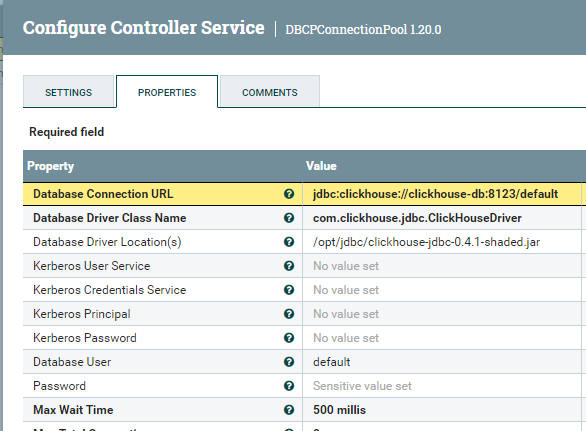 Configure Controller Service | DBCPConnectionPool 1.20.0
SETTINGS PROPERTIES COMMENTS
Required field
Property Value
Database Connection URL jdbc:clickhouse://clickhouse-db:8123/default
Database Driver Class Name com.clickhouse.jdbc.ClickHouseDriver
Database Driver Location(s) /opt/jdbc/clickhouse-jdbc-0.4.1-shaded.jar
Kerberos User Service No value set
Kerberos Credentials Service No value set
Kerberos Principal No value set
Kerberos Password No value set
Database User default
Password Sensitive value set
Max Wait Time 500 millis